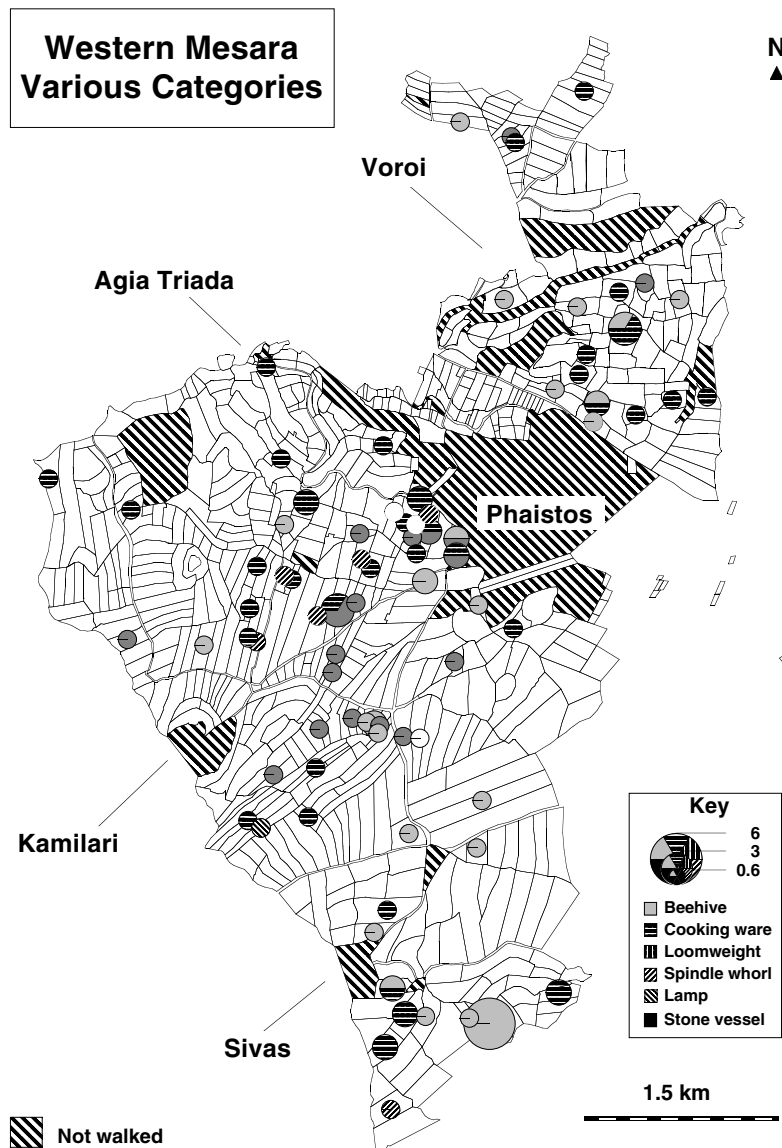 Western Mesara
Various Categories
N
Voroi
Agia Triada
Phaistos
Kamilari
Sivas
Key
6
3
0.6
Beehive
Cooking ware
Loomweight
Spindle whorl
Lamp
Stone vessel
1.5 km
Not walked